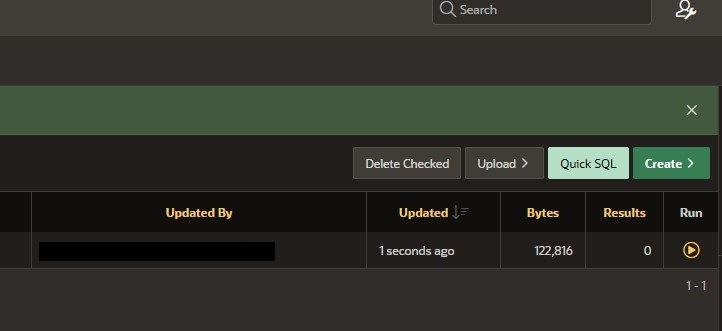 Search
Delete Checked Upload Quick SQL Create
Updated By Updated Bytes Results Run
1 seconds ago 122,816 0
1 - 1